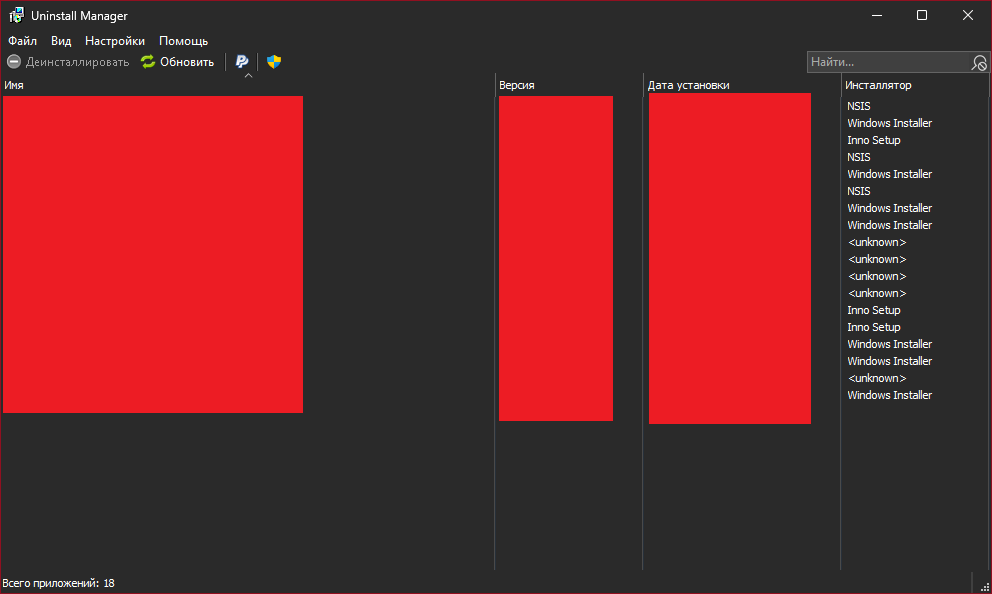 Uninstall Manager
Файл Вид Настройки Помощь
Деинсталлировать Обновить Найти...
Имя Версия Дата установки Инсталлятор
NSIS
Windows Installer
Inno Setup
NSIS
Windows Installer
NSIS
Windows Installer
Windows Installer
<unknown>
<unknown>
<unknown>
<unknown>
Inno Setup
Inno Setup
Windows Installer
Windows Installer
<unknown>
Windows Installer
Всего приложений: 18